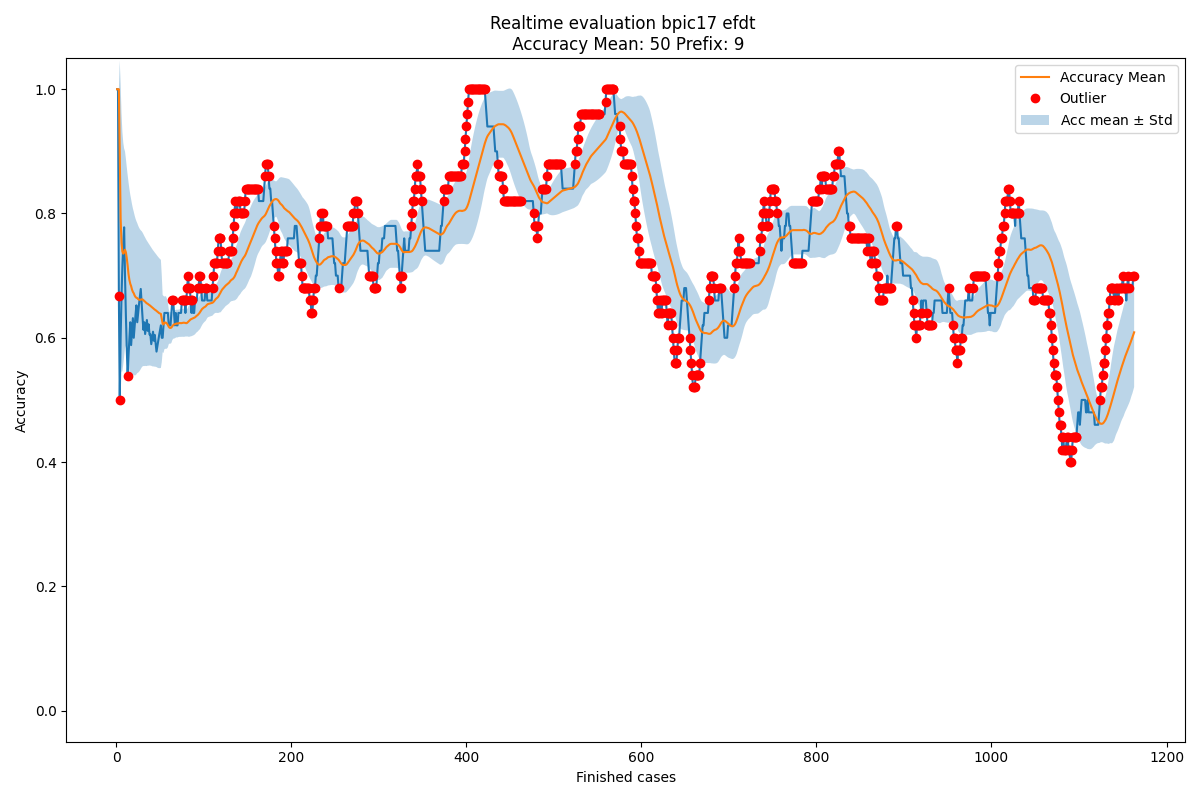 Realtime evaluation bpic17 efdt
Accuracy Mean: 50 Prefix: 9
Accuracy Mean
Outlier
Acc mean ± Std
1.0
0.8
0.6
0.4
0.2
0.0
Accuracy
0
200
400
600
800
1000
1200
Finished cases